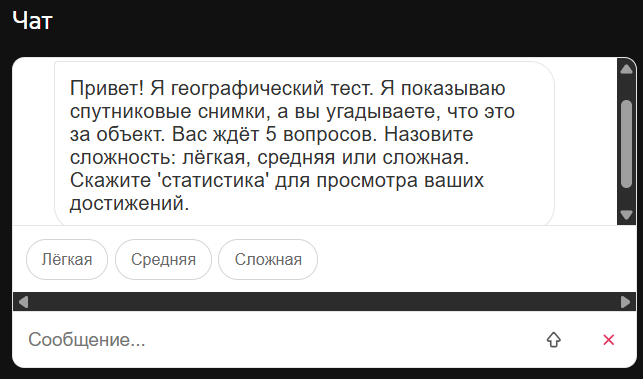 Чат
Привет! Я географический тест. Я показываю
спутниковые снимки, а вы угадываете, что это
за объект. Вас ждёт 5 вопросов. Назовите
сложность: лёгкая, средняя или сложная.
Скажите 'статистика' для просмотра ваших
достижений.
Лёгкая Средняя Сложная
Сообщение...